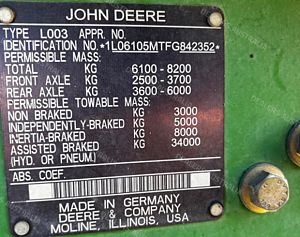 JOHN DEERE
TYPE L003 APPR. NO.
IDENTIFICATION NO. *1L06105MTFG842352*
PERMISSIBLE MASS:
TOTAL KG 6100 - 8200
FRONT AXLE KG 2500 - 3700
REAR AXLE KG 3600 - 6000
PERMISSIBLE TOWABLE MASS:
NON BRAKED KG 3000
INDEPENDENTLY-BRAKED KG 5000
INERTIA-BRAKED KG 8000
ASSISTED BRAKED KG 34000
(HYD. OR PNEUM.)
ABS. COEF.
MADE IN GERMANY
DEERE & COMPANY
MOLINE, ILLINOIS, USA